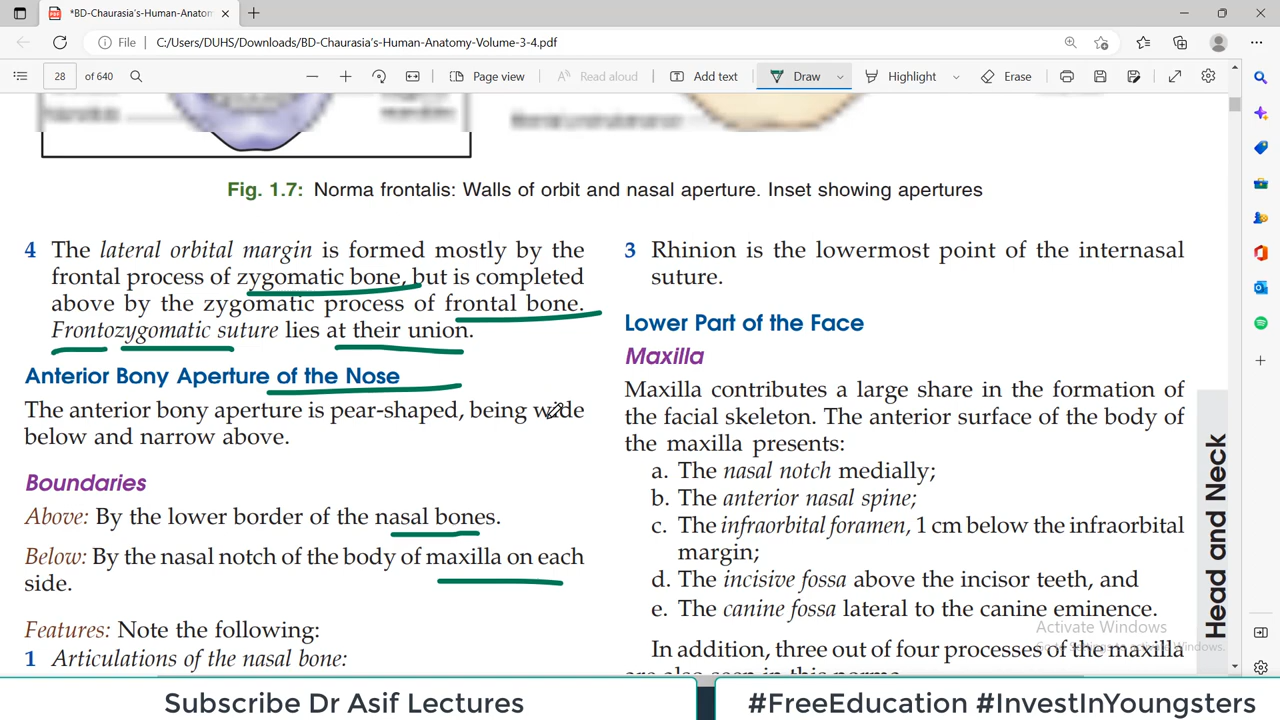 *BD-Chaurasia's-Human-Anatom
File
C:/Users/DUHS/Downloads/BD-Chaurasia's-Human-Anatomy-Volume-3-4.pdf
28 of 640
Page view
Read aloud
Add text
Draw
Highlight
Erase
Fig. 1.7: Norma frontalis: Walls of orbit and nasal aperture. Inset showing apertures
4 The lateral orbital margin is formed mostly by the
frontal process of zygomatic bone, but is completed
above by the zygomatic process of frontal bone.
Frontozygomatic suture lies at their union.
Anterior Bony Aperture of the Nose
The anterior bony aperture is pear-shaped, being wide
below and narrow above.
Boundaries
Above: By the lower border of the nasal bones.
Below: By the nasal notch of the body of maxilla on each
side.
Features: Note the following:
1 Articulations of the nasal bone:
3 Rhinion is the lowermost point of the internasal
suture.
Lower Part of the Face
Maxilla
Maxilla contributes a large share in the formation of
the facial skeleton. The anterior surface of the body of
the maxilla presents:
a. The nasal notch medially;
b. The anterior nasal spine;
c. The infraorbital foramen, 1 cm below the infraorbital
margin;
d. The incisive fossa above the incisor teeth, and
e. The canine fossa lateral to the canine eminence.
In addition, three out of four processes of the maxilla
Head and Neck
Activate Windows
Subscribe Dr Asif Lectures
#FreeEducation #InvestInYoungsters